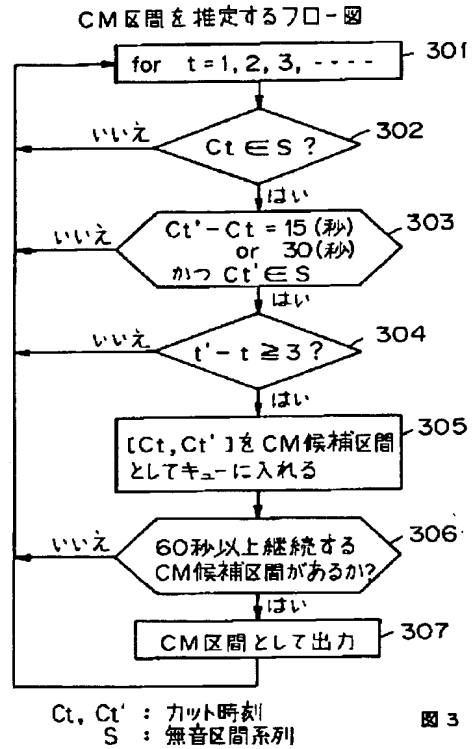 CM区間を推定するフロー図
for t=1,2,3,----
301
302
いいえ
Ct∈S?
はい
303
いいえ
Ct'-Ct=15(秒)
or 30(秒)
かつ Ct'∈S
はい
304
いいえ
t'-t≧3?
はい
305
[Ct,Ct']をCM候補区間
としてキューに入れる
306
いいえ
60秒以上継続する
CM候補区間があるか?
はい
307
CM区間として出力
Ct, Ct' : カット時刻
S : 無音区間系列
図3